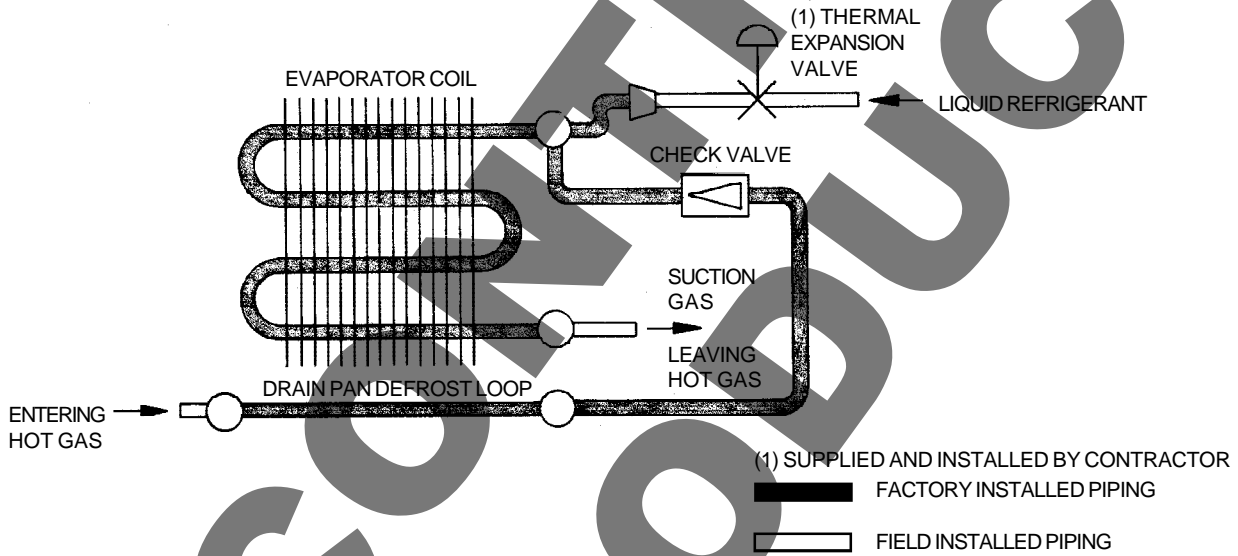 (1) THERMAL
EXPANSION
VALVE
EVAPORATOR COIL
LIQUID REFRIGERANT
CHECK VALVE
SUCTION
GAS
LEAVING
HOT GAS
DRAIN PAN DEFROST LOOP
ENTERING
HOT GAS
(1) SUPPLIED AND INSTALLED BY CONTRACTOR
FACTORY INSTALLED PIPING
FIELD INSTALLED PIPING